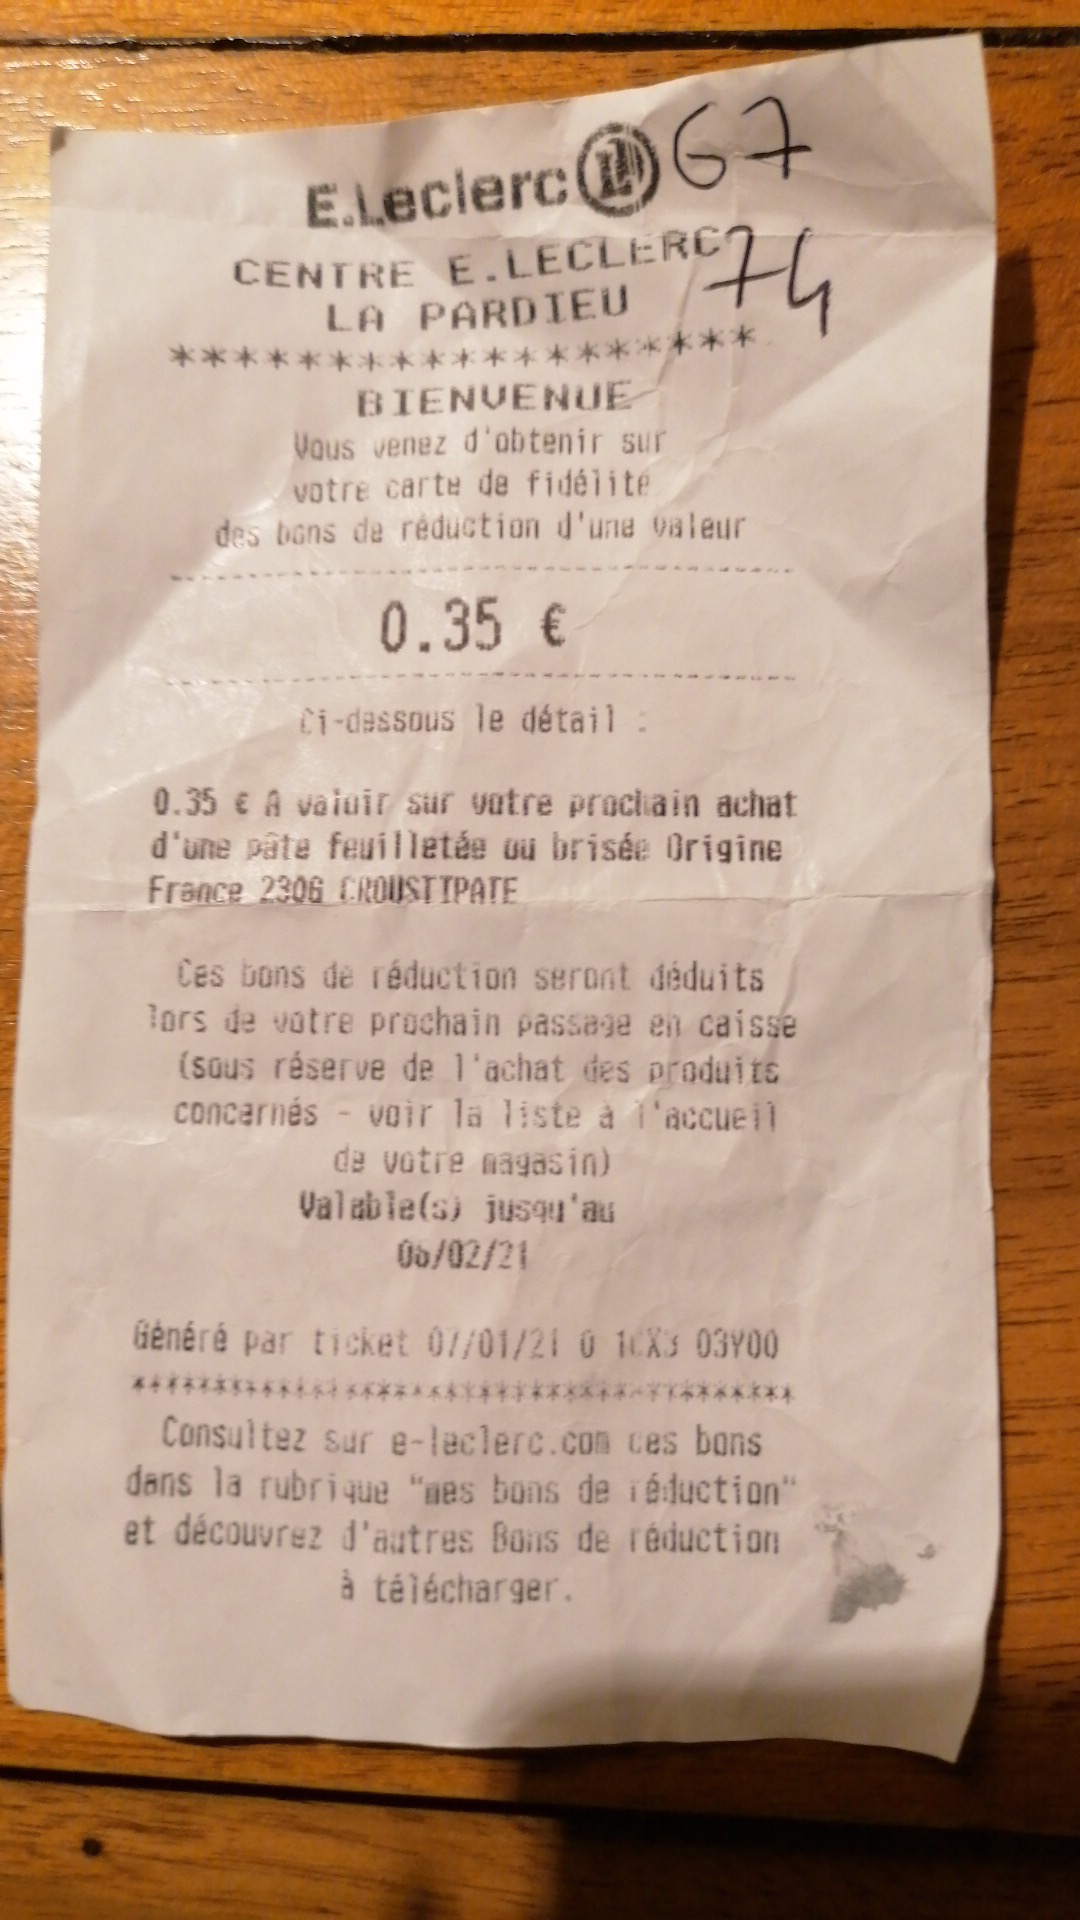 E.Leclerc L 67
74
CENTRE E.LECLERC
LA PARDIEU
*******************
BIENVENUE
Vous venez d'obtenir sur
votre carte de fidélité
des bons de réduction d'une valeur
0.35 €
Ci-dessous le détail :
0.35 € A valoir sur votre prochain achat
d'une pâte feuilletée ou brisée Origine
France 230G CROUSTIPATE
Ces bons de réduction seront déduits
lors de votre prochain passage en caisse
(sous réserve de l'achat des produits
concernés - voir la liste à l'accueil
de votre magasin)
Valable(s) jusqu'au
06/02/21
Généré par ticket 07/01/21 0 03Y00
Consultez sur e-leclerc.com ces bons
dans la rubrique "mes bons de réduction"
et découvrez d'autres Bons de réduction
à télécharger.